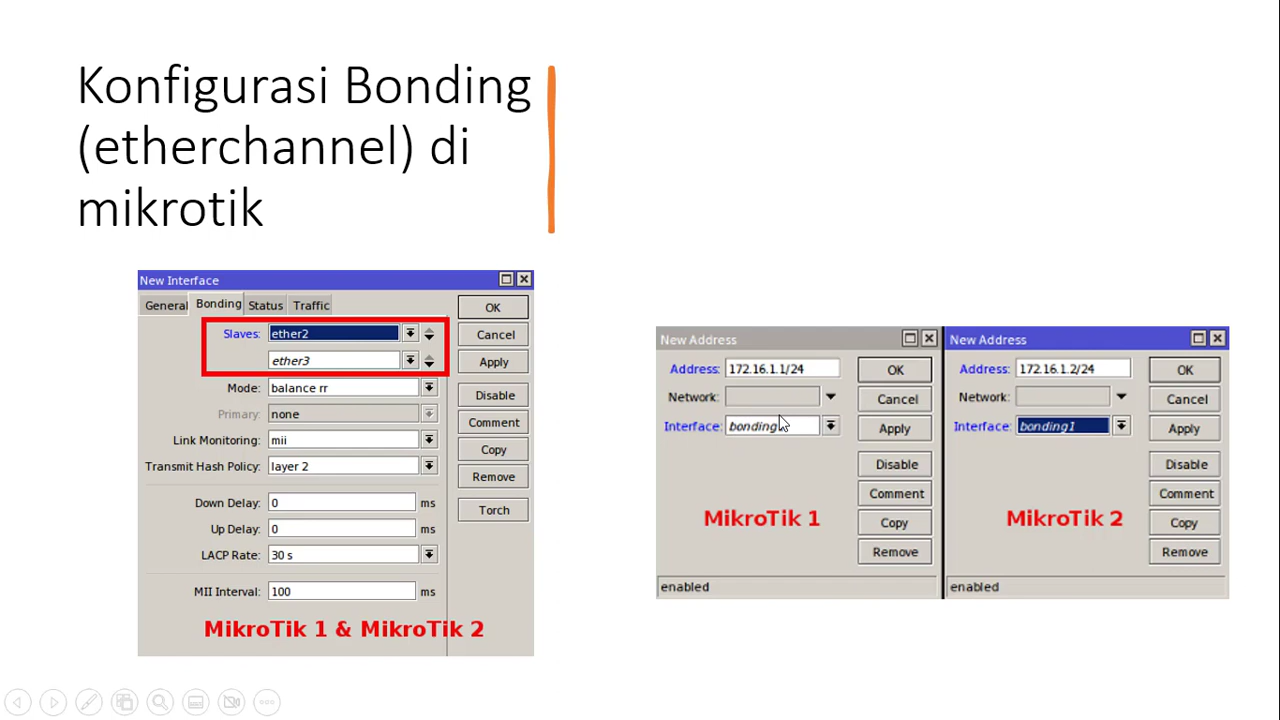 Konfigurasi Bonding
(etherchannel) di
mikrotik
New Interface
General Bonding Status Traffic
Slaves: ether2
ether3
Mode: balance rr
Primary: none
Link Monitoring: mii
Transmit Hash Policy: layer 2
Down Delay: 0 ms
Up Delay: 0 ms
LACP Rate: 30 s
MII Interval: 100 ms
OK
Cancel
Apply
Disable
Comment
Copy
Remove
Torch
MikroTik 1 & MikroTik 2
New Address
Address: 172.16.1.1/24
Network:
Interface:
OK
Cancel
Apply
Disable
Comment
Copy
Remove
MikroTik 1
enabled
New Address
Address: 172.16.1.2/24
Network:
Interface: bonding1
OK
Cancel
Apply
Disable
Comment
Copy
Remove
MikroTik 2
enabled